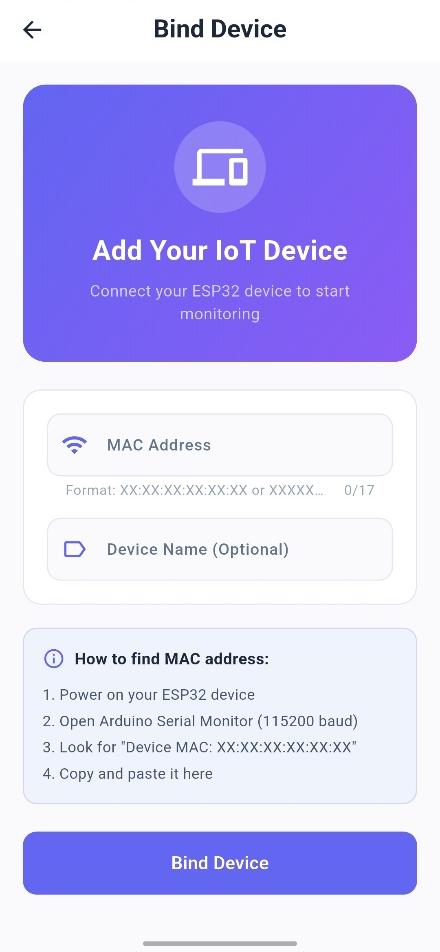 Bind Device
Add Your IoT Device
Connect your ESP32 device to start
monitoring
MAC Address
Format: XX:XX:XX:XX:XX:XX or XXXXX… 0/17
Device Name (Optional)
How to find MAC address:
1. Power on your ESP32 device
2. Open Arduino Serial Monitor (115200 baud)
3. Look for "Device MAC: XX:XX:XX:XX:XX:XX"
4. Copy and paste it here
Bind Device